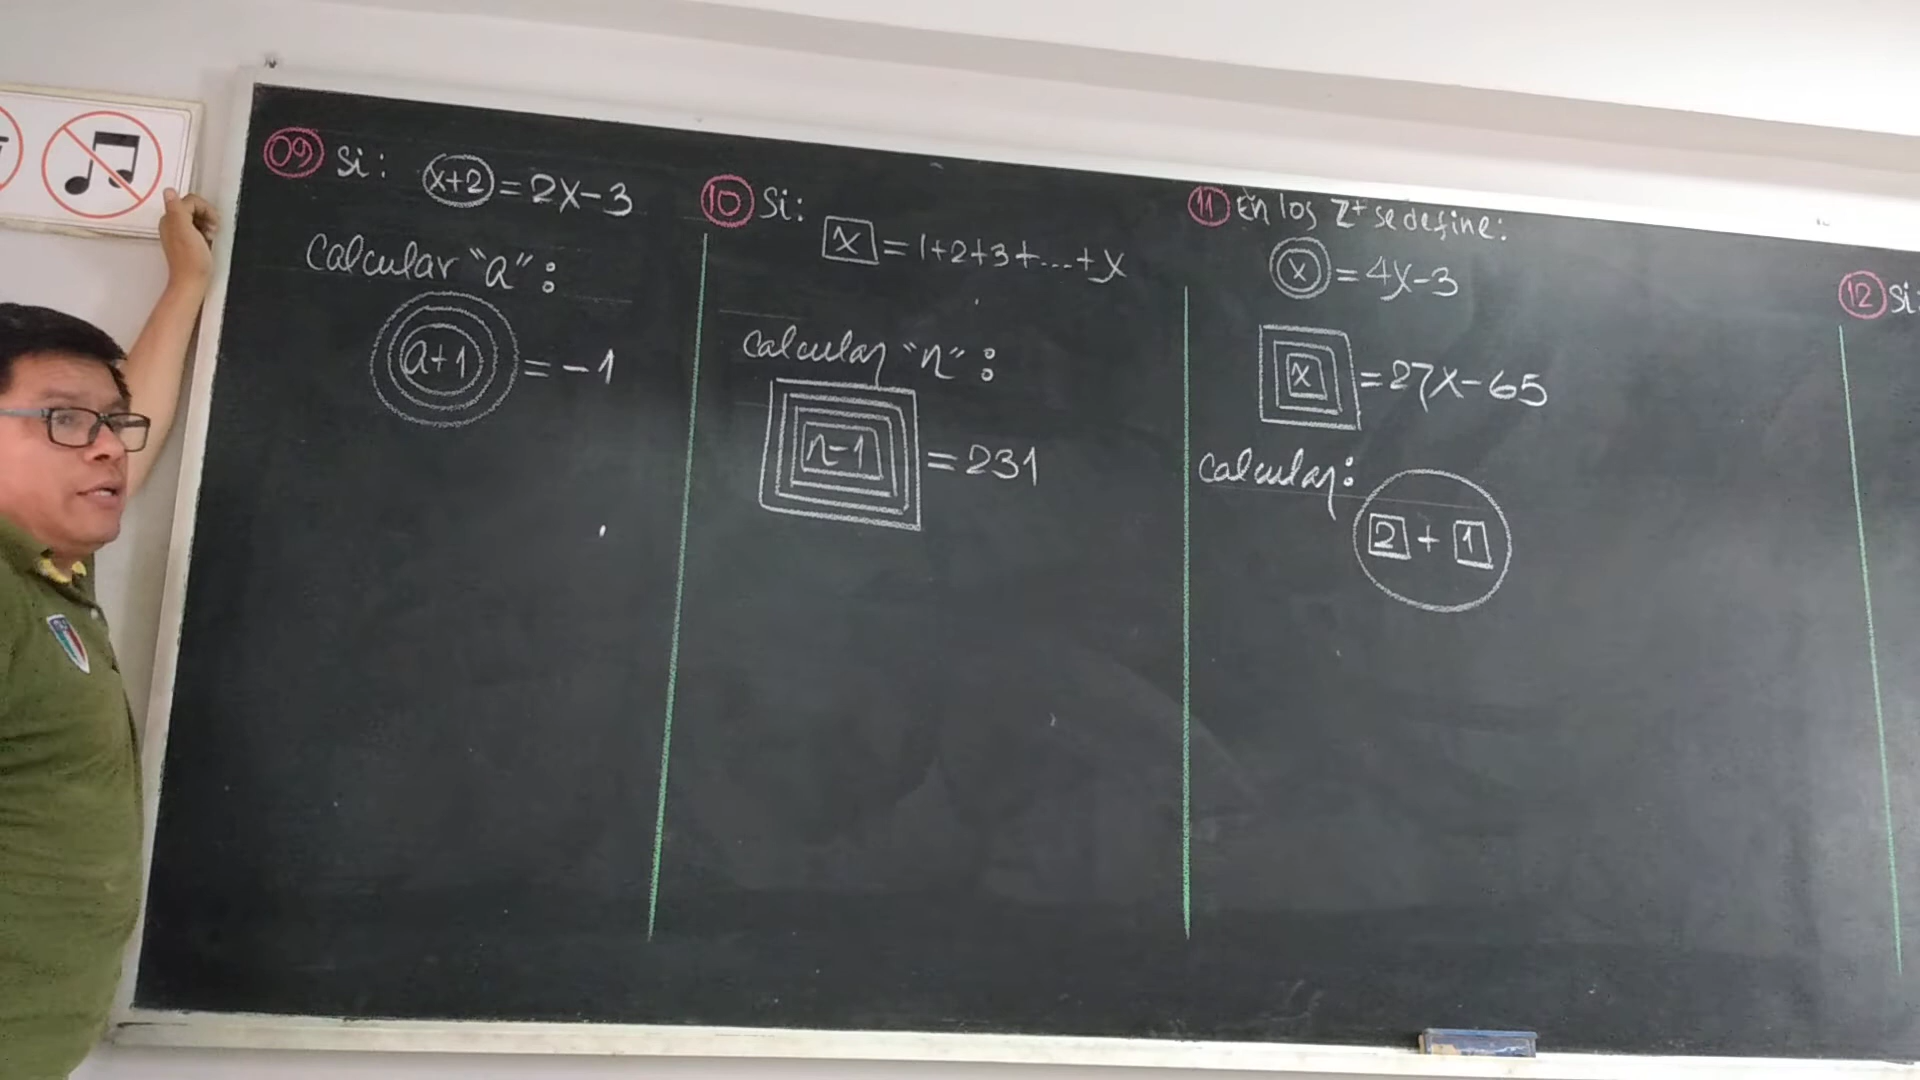 09 Si: x+2 = 2x-3
Calcular "a":
a+1 = -1
10 Si:
x = 1+2+3+...+x
calcular "n":
n-1 = 231
11 En los Z+ se define:
x = 4x-3
x = 27x-65
calcular:
2 + 1
12 Si: